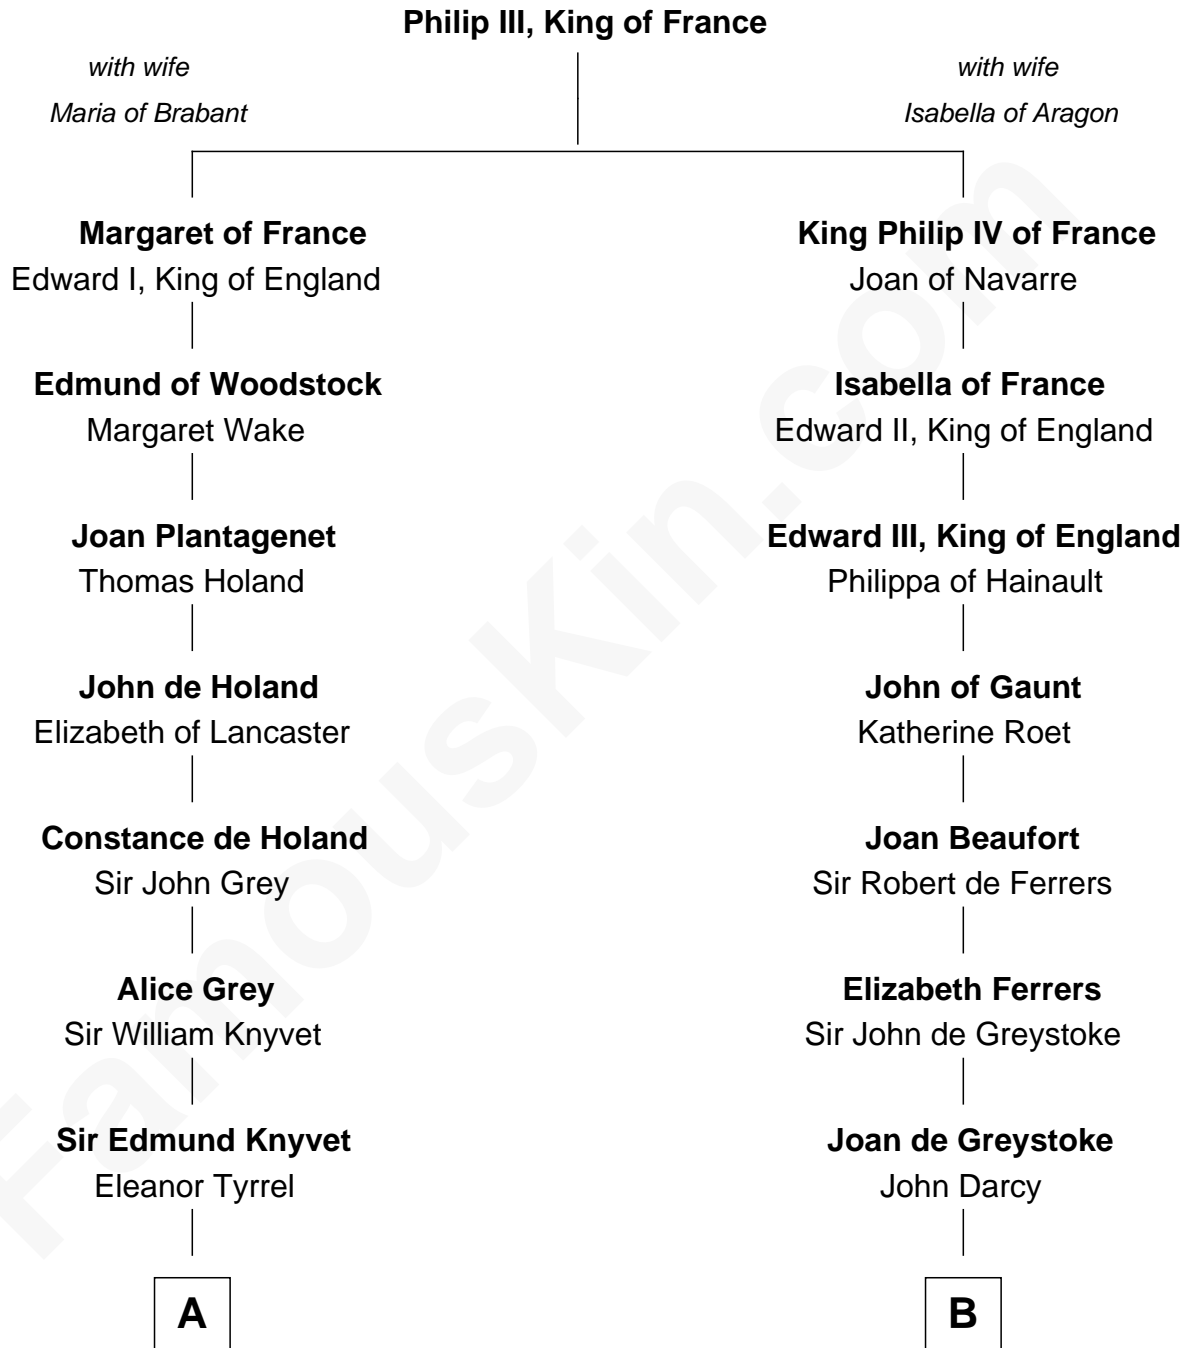 Philip III, King of France
with wife
Maria of Brabant
with wife
Isabella of Aragon
Margaret of France
Edward I, King of England
King Philip IV of France
Joan of Navarre
Edmund of Woodstock
Margaret Wake
Isabella of France
Edward II, King of England
Joan Plantagenet
Thomas Holand
Edward III, King of England
Philippa of Hainault
John de Holand
Elizabeth of Lancaster
John of Gaunt
Katherine Roet
Constance de Holand
Sir John Grey
Joan Beaufort
Sir Robert de Ferrers
Alice Grey
Sir William Knyvet
Elizabeth Ferrers
Sir John de Greystoke
Sir Edmund Knyvet
Eleanor Tyrrel
Joan de Greystoke
John Darcy
A
B
FamousKin.com